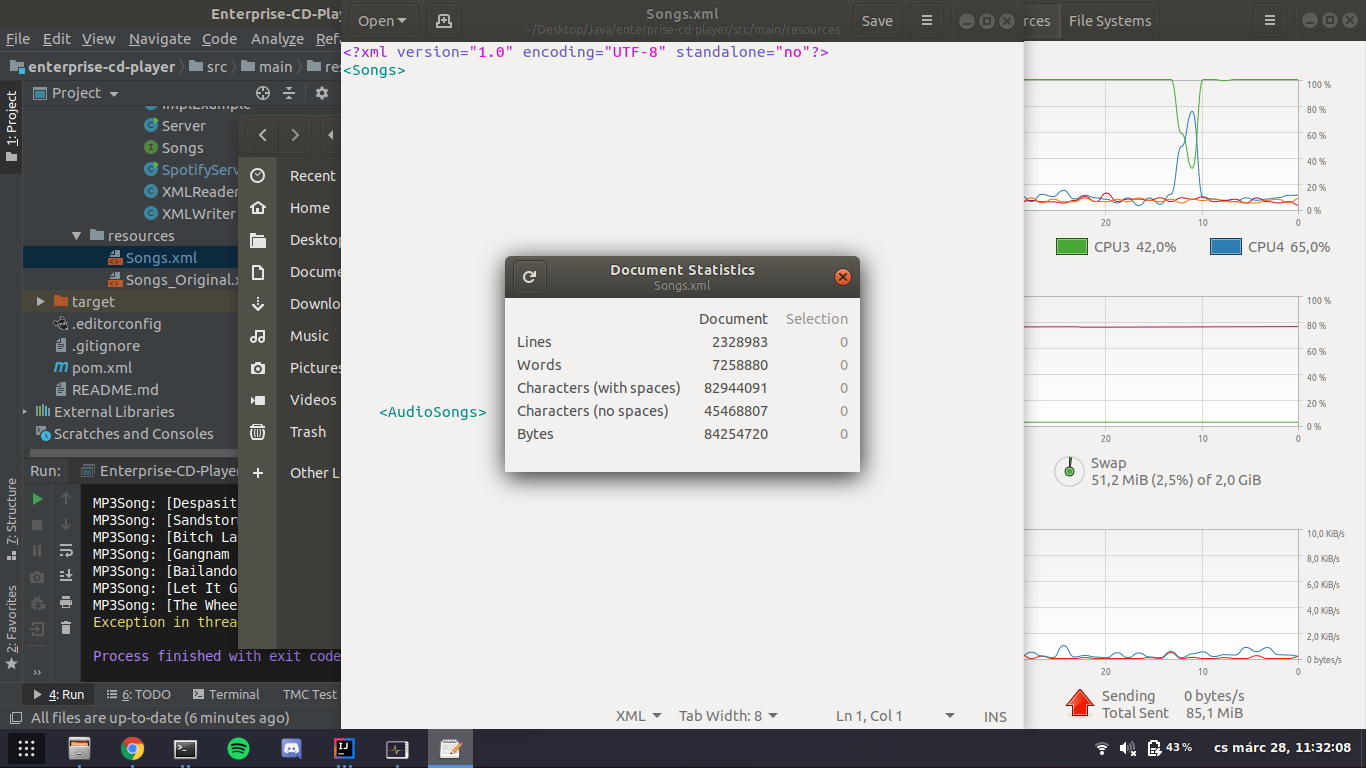 Enterprise-CD-Play
File Edit View Navigate Code Analyze Ref
enterprise-cd-player src main res
1: Project
Project
ImplExample
Server
Songs
SpotifyServ
XMLReader
XMLWriter
resources
Songs.xml
Songs_Original.x
target
.editorconfig
.gitignore
pom.xml
README.md
External Libraries
Scratches and Consoles
7: Structure
2: Favorites
Run: Enterprise-CD-Player
MP3Song: [Despasit
MP3Song: [Sandstor
MP3Song: [Bitch La
MP3Song: [Gangnam
MP3Song: [Bailando
MP3Song: [Let It G
MP3Song: [The Whee
Exception in threa
Process finished with exit code
4: Run 6: TODO Terminal TMC Test
All files are up-to-date (6 minutes ago)
Recent
Home
Deskto
Docume
Downlo
Music
Pictures
Videos
Trash
Other L
Open Songs.xml Save
~/Desktop/Java/enterprise-cd-player/src/main/resources
<?xml version="1.0" encoding="UTF-8" standalone="no"?>
<Songs>
<AudioSongs>
Document Statistics
Songs.xml
Document Selection
Lines 2328983 0
Words 7258880 0
Characters (with spaces) 82944091 0
Characters (no spaces) 45468807 0
Bytes 84254720 0
XML Tab Width: 8 Ln 1, Col 1 INS
rces File Systems
100 %
80 %
60 %
40 %
20 %
0 %
20 10 0
CPU3 42,0% CPU4 65,0%
100 %
80 %
60 %
40 %
20 %
0 %
20 10 0
Swap
51,2 MiB (2,5%) of 2,0 GiB
10,0 KiB/s
8,0 KiB/s
6,0 KiB/s
4,0 KiB/s
2,0 KiB/s
0 bytes/s
20 10 0
Sending 0 bytes/s
Total Sent 85,1 MiB
43 % cs márc 28, 11:32:08